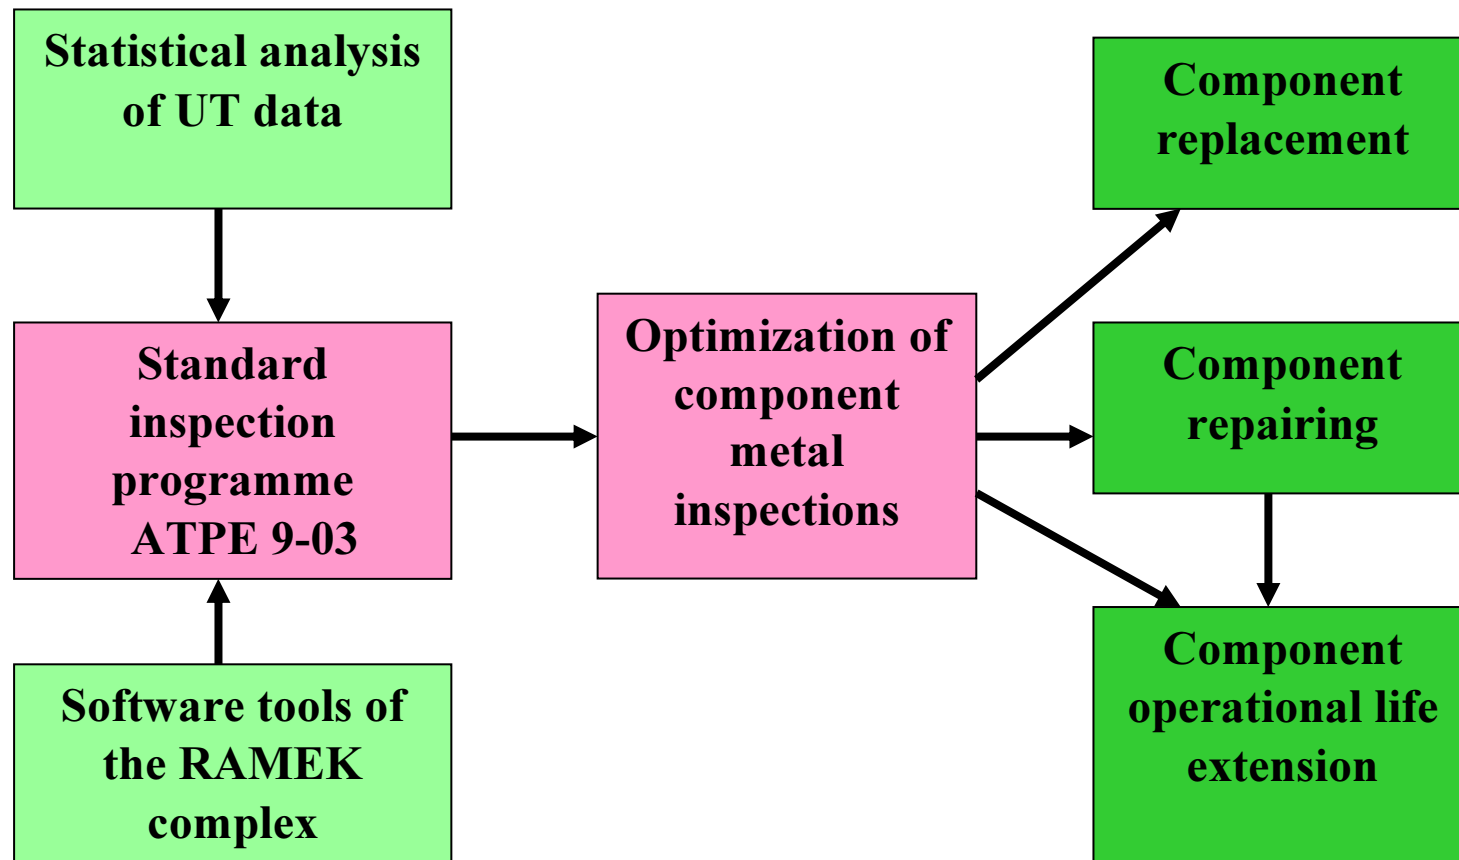 Statistical analysis
of UT data
Component
replacement
Standard
inspection
programme
ATPE 9-03
Optimization of
component
metal
inspections
Component
repairing
Software tools of
the RAMEK
complex
Component
operational life
extension